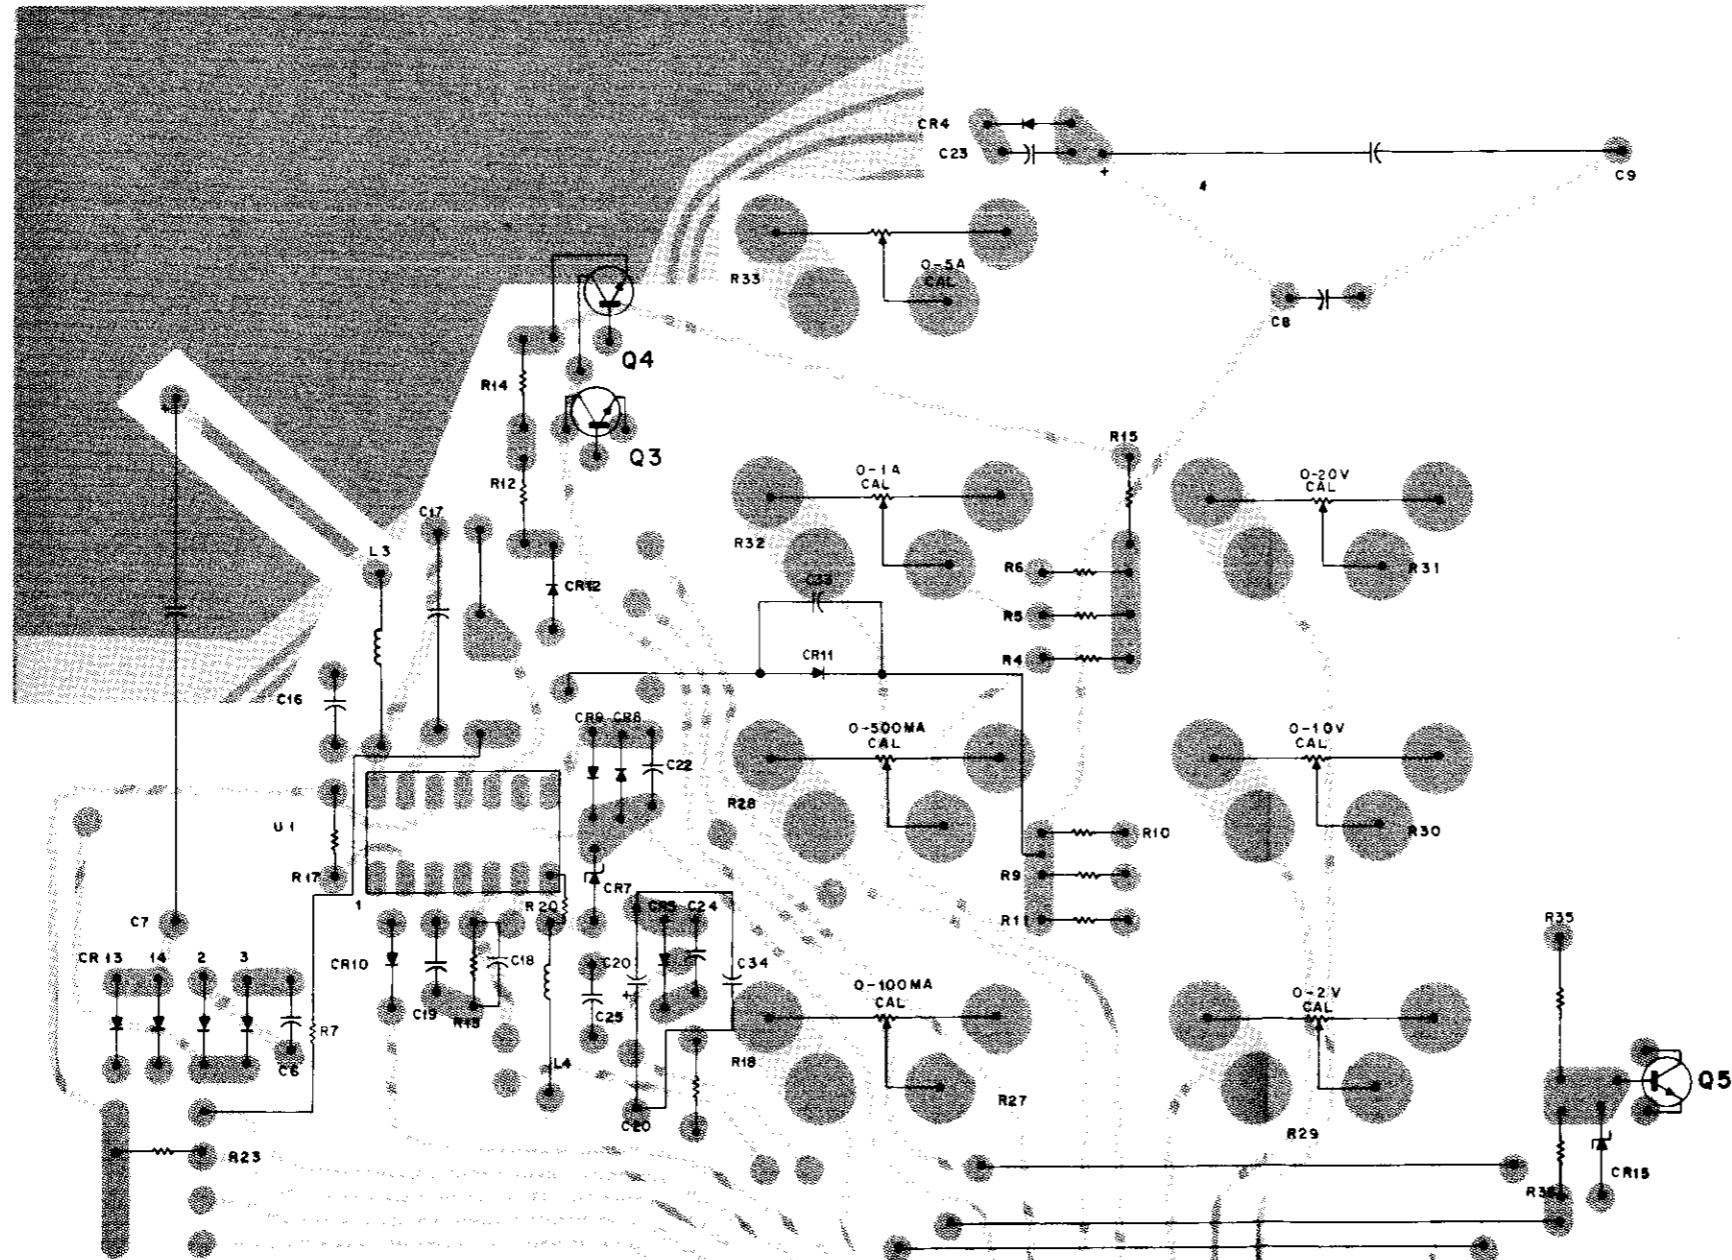 CR4
C23
+
4
C9
R33
0-5A
CAL
C8
Q4
R14
+
R15
Q3
0-1A
CAL
0-20V
CAL
R12
C17
L3
R32
R6
R31
CR12
C33
R5
CR11
R4
C16
CR9 CR8
0-500MA
CAL
0-10V
CAL
C22
R28
U1
R10
R30
R17
R9
CR7
1
R20
CR5
C24
R11
C7
R35
CR13 14 2 3
CR10
C18
C20
C34
0-100MA
CAL
0-2V
CAL
C19
+
C25
R7
C6
L4
R18
Q5
R27
C20
R29
R23
CR15